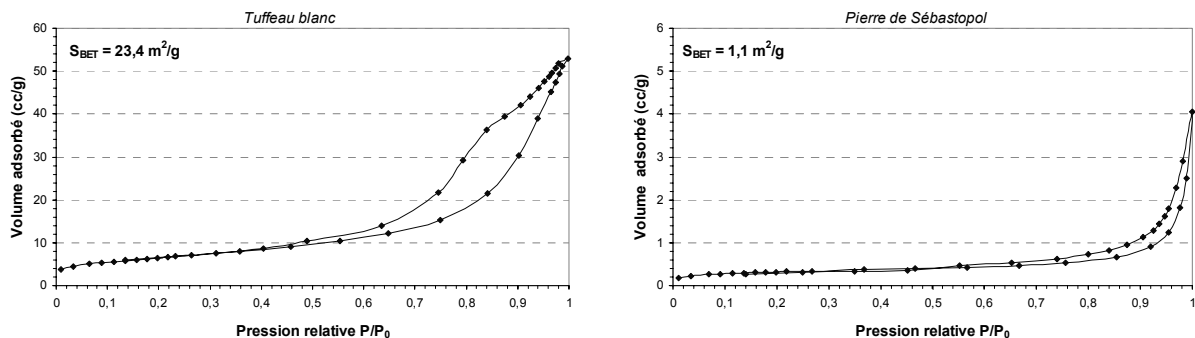 Tuffeau blanc
S_BET = 23,4 m²/g
Volume adsorbé (cc/g)
60
50
40
30
20
10
0
0 0,1 0,2 0,3 0,4 0,5 0,6 0,7 0,8 0,9 1
Pression relative P/P₀
Pierre de Sébastopol
S_BET = 1,1 m²/g
Volume adsorbé (cc/g)
6
5
4
3
2
1
0
0 0,1 0,2 0,3 0,4 0,5 0,6 0,7 0,8 0,9 1
Pression relative P/P₀